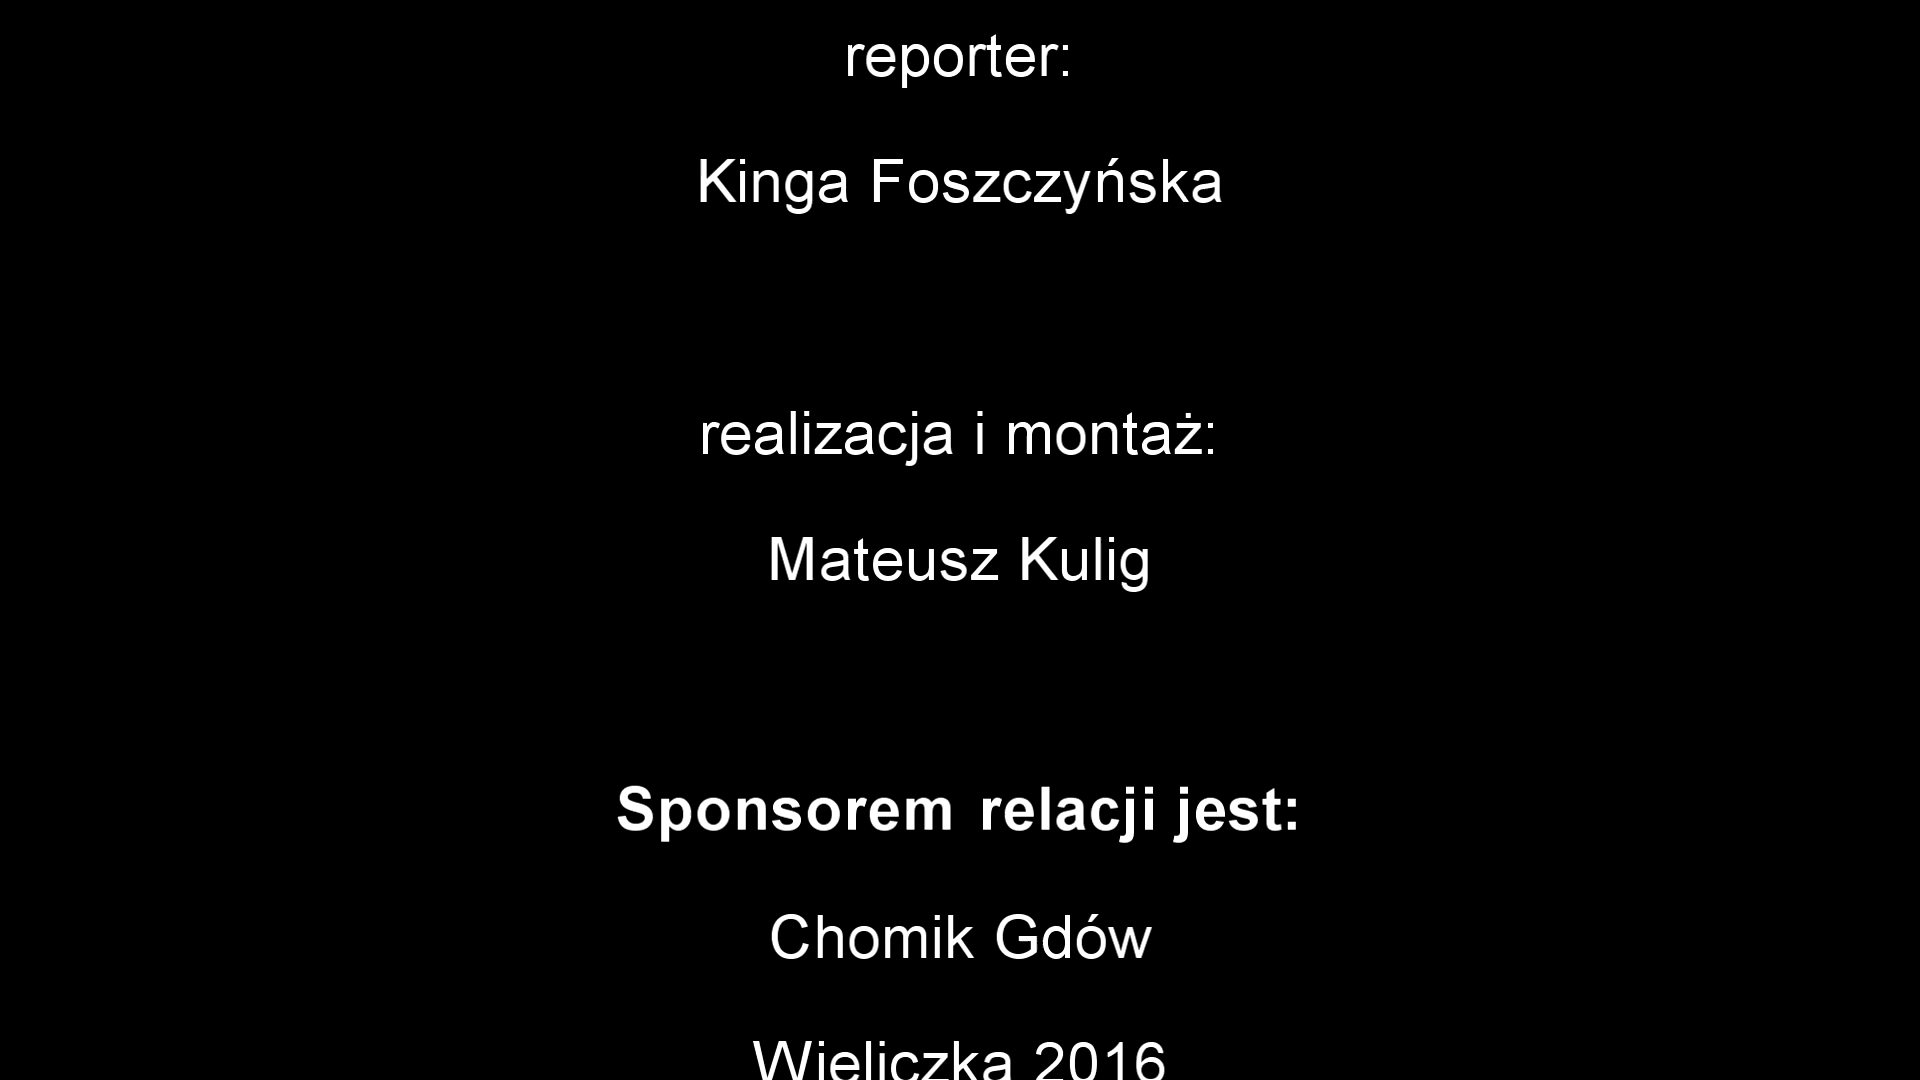 reporter:
Kinga Foszczyńska
realizacja i montaż:
Mateusz Kulig
Sponsorem relacji jest:
Chomik Gdów
Wieliczka 2016